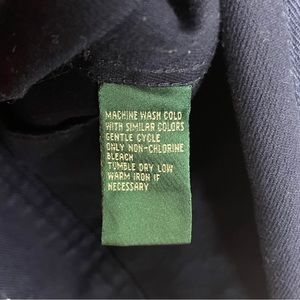 MACHINE WASH COLD
WITH SIMILAR COLORS
GENTLE CYCLE
ONLY NON-CHLORINE
BLEACH
TUMBLE DRY LOW
WARM IRON IF
NECESSARY